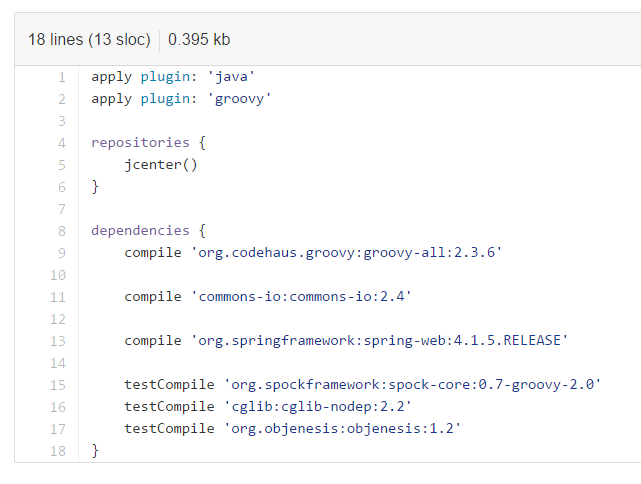 18 lines (13 sloc) 0.395 kb
1 apply plugin: 'java'
2 apply plugin: 'groovy'
3
4 repositories {
5     jcenter()
6 }
7
8 dependencies {
9     compile 'org.codehaus.groovy:groovy-all:2.3.6'
10
11     compile 'commons-io:commons-io:2.4'
12
13     compile 'org.springframework:spring-web:4.1.5.RELEASE'
14
15     testCompile 'org.spockframework:spock-core:0.7-groovy-2.0'
16     testCompile 'cglib:cglib-nodep:2.2'
17     testCompile 'org.objenesis:objenesis:1.2'
18 }